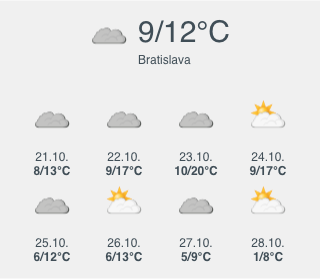 9/12°C
Bratislava
21.10. 22.10. 23.10. 24.10.
8/13°C 9/17°C 10/20°C 9/17°C
25.10. 26.10. 27.10. 28.10.
6/12°C 6/13°C 5/9°C 1/8°C